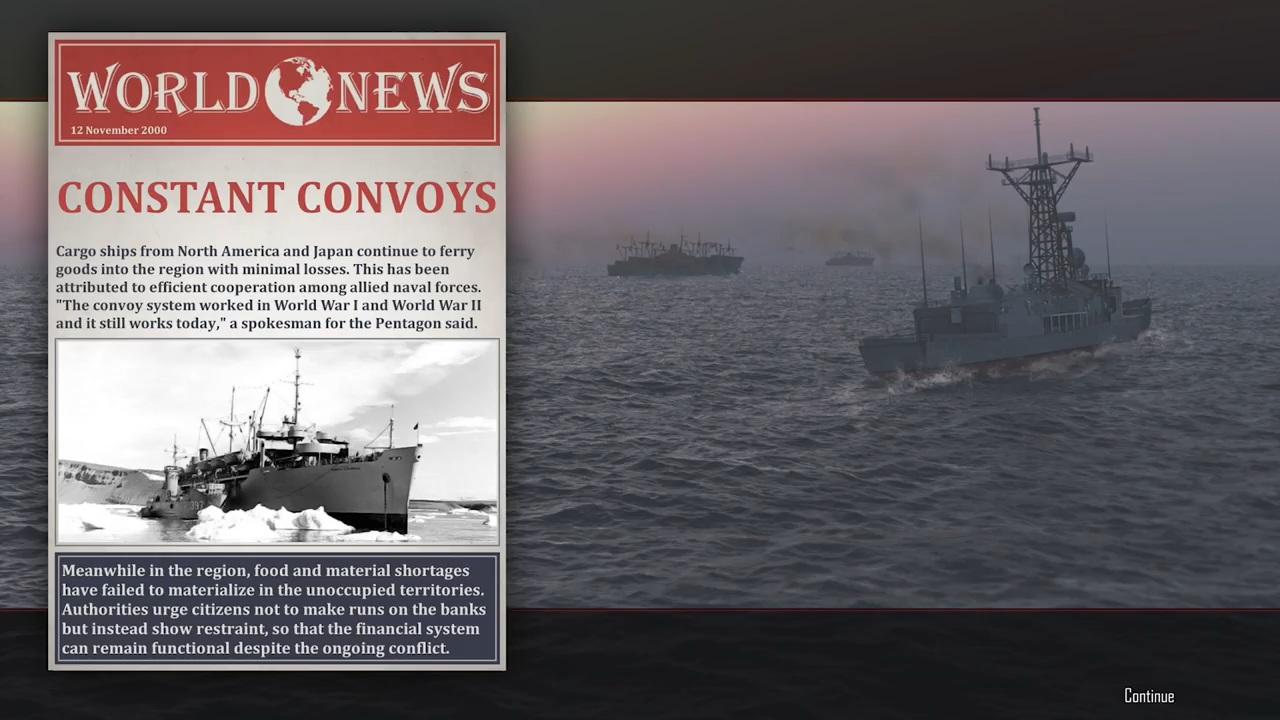 WORLD NEWS
12 November 2000
CONSTANT CONVOYS
Cargo ships from North America and Japan continue to ferry
goods into the region with minimal losses. This has been
attributed to efficient cooperation among allied naval forces.
"The convoy system worked in World War I and World War II
and it still works today," a spokesman for the Pentagon said.
Meanwhile in the region, food and material shortages
have failed to materialize in the unoccupied territories.
Authorities urge citizens not to make runs on the banks
but instead show restraint, so that the financial system
can remain functional despite the ongoing conflict.
Continue